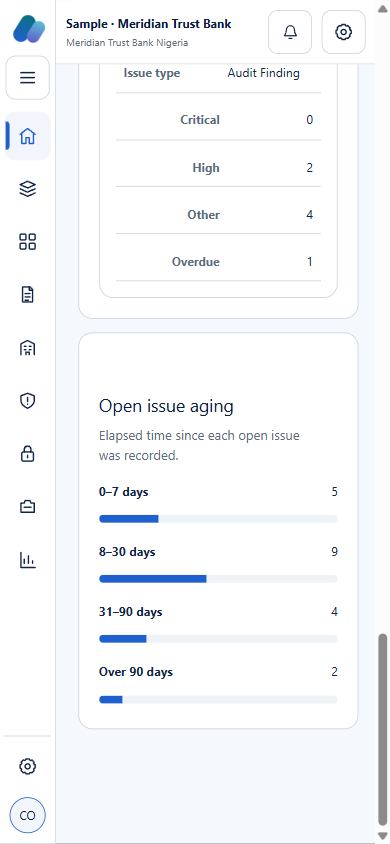 Sample · Meridian Trust Bank
Meridian Trust Bank Nigeria
Issue type Audit Finding
Critical 0
High 2
Other 4
Overdue 1
Open issue aging
Elapsed time since each open issue
was recorded.
0–7 days 5
8–30 days 9
31–90 days 4
Over 90 days 2
CO